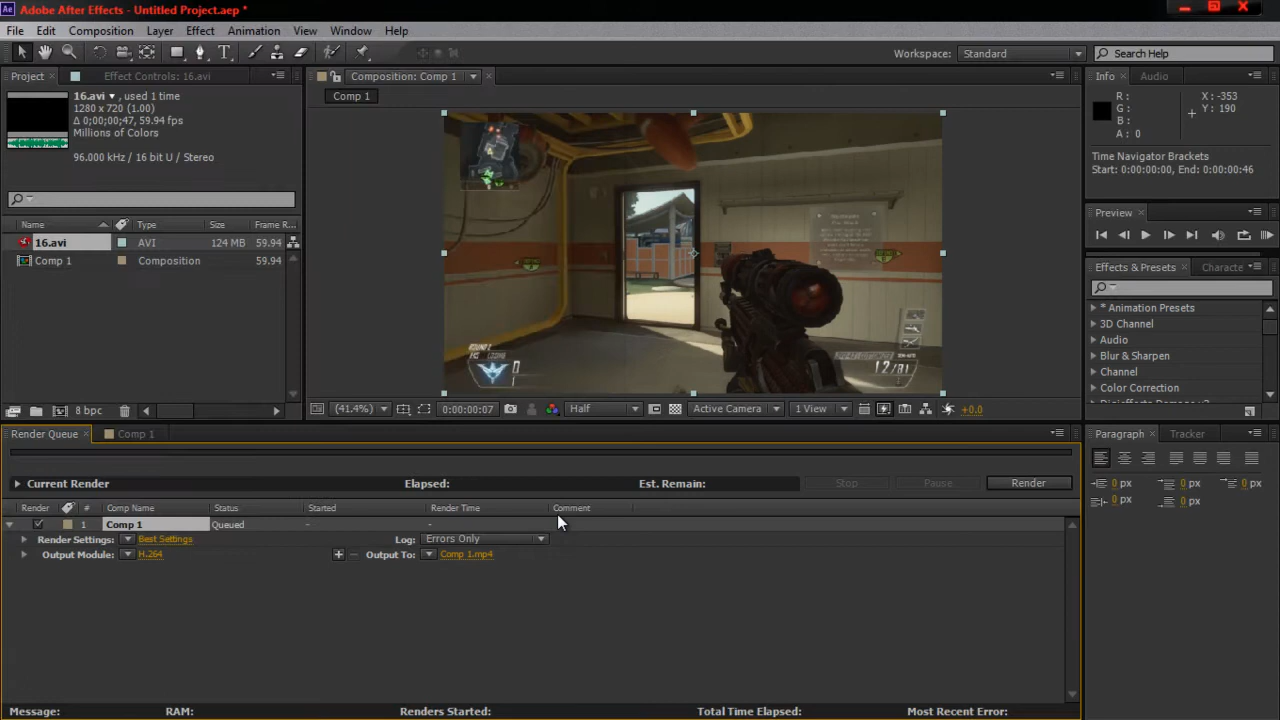 Adobe After Effects - Untitled Project.aep *
File Edit Composition Layer Effect Animation View Window Help
Workspace: Standard Search Help
Project Effect Controls: 16.avi Composition: Comp 1 Info Audio
16.avi , used 1 time
1280 x 720 (1.00)
Δ 0;00;00;47, 59.94 fps
Millions of Colors
96.000 kHz / 16 bit U / Stereo
Comp 1
R :
G :
B :
A : 0
X : -353
Y : 190
Time Navigator Brackets
Start: 0:00:00:00, End: 0:00:00:46
Name Type Size Frame R...
16.avi AVI 124 MB 59.94
Comp 1 Composition 59.94
8 bpc
ROUND 1
0
1
12/81
(41.4%) 0:00:00:07 Half Active Camera 1 View +0.0
Preview
Effects & Presets Characte
* Animation Presets
3D Channel
Audio
Blur & Sharpen
Channel
Color Correction
Render Queue Comp 1
Current Render Elapsed: Est. Remain: Stop Pause Render
Render # Comp Name Status Started Render Time Comment
1 Comp 1 Queued - -
Render Settings: Best Settings Log: Errors Only
Output Module: H.264 Output To: Comp 1.mp4
Message: RAM: Renders Started: Total Time Elapsed: Most Recent Error:
Paragraph Tracker
0 px 0 px 0 px
0 px 0 px